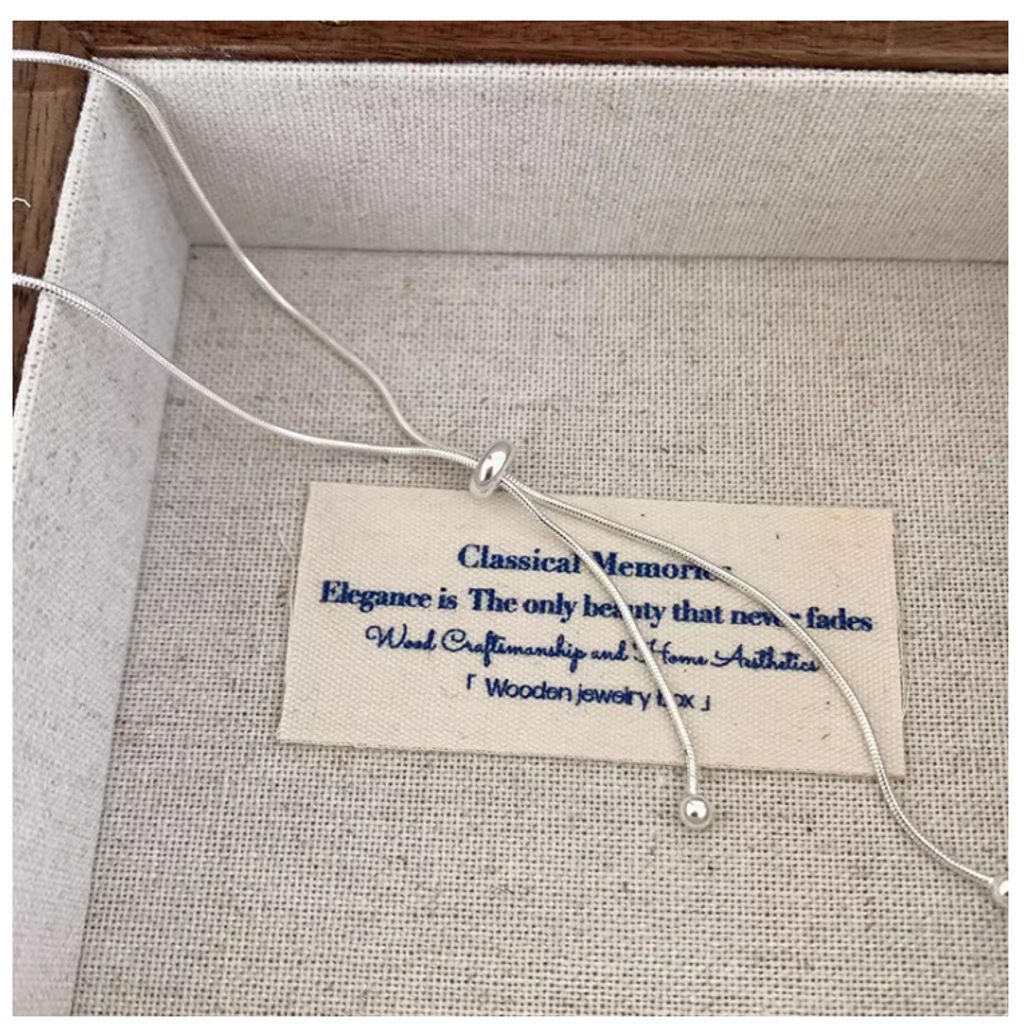 Classical Memories
Elegance is The only beauty that never fades
Wood Craftsmanship and Home Aesthetics
「 Wooden jewelry box 」